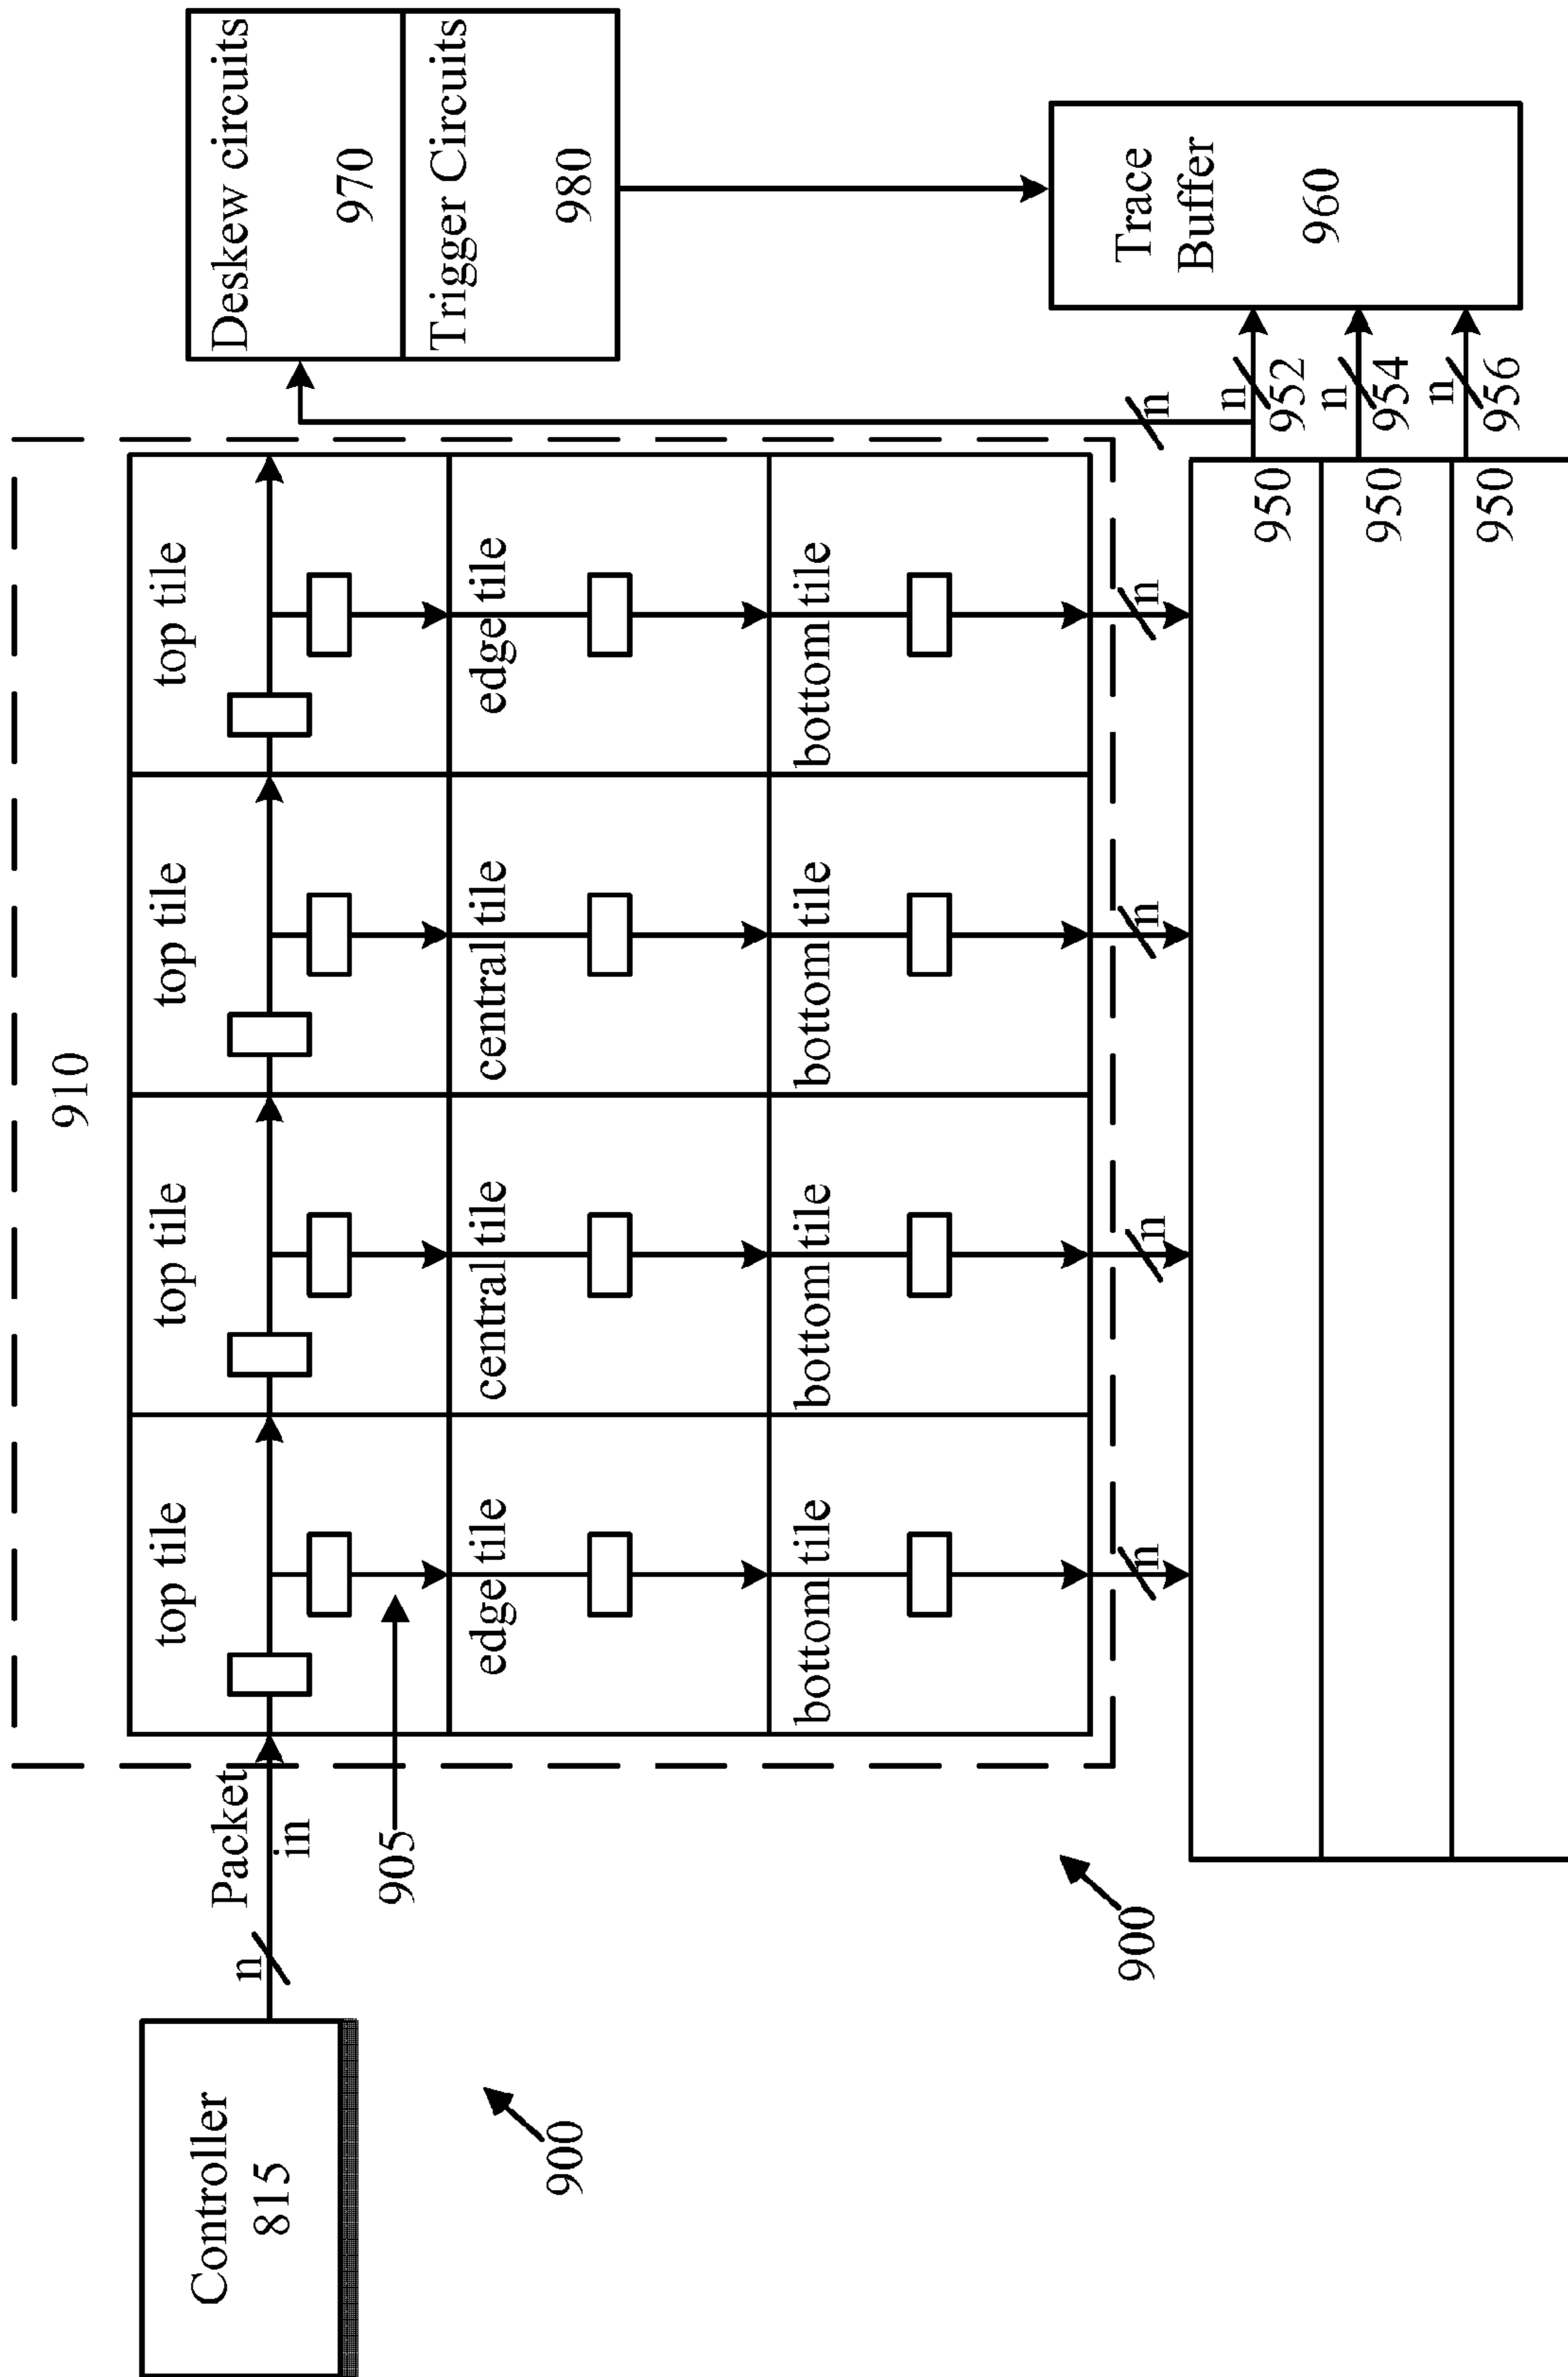 910
Controller
815
n
Packet
in
905
900
900
top tile
top tile
top tile
top tile
edge tile
central tile
central tile
edge tile
bottom tile
bottom tile
bottom tile
bottom tile
n
n
n
n
950
950
950
n
n
952
n
954
n
956
Deskew circuits
970
Trigger Circuits
980
Trace
Buffer
960